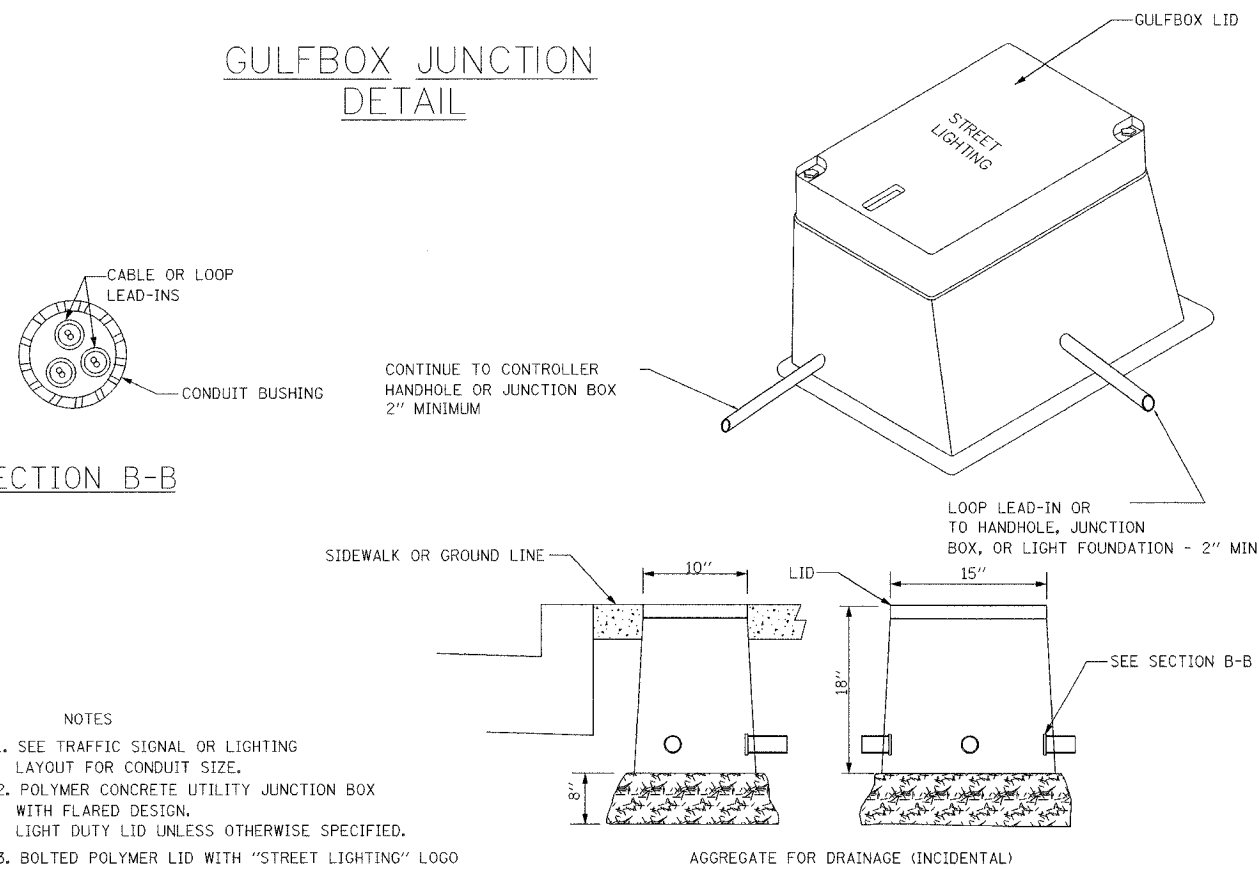 GULFBOX JUNCTION
DETAIL
GULFBOX LID
STREET
LIGHTING
CABLE OR LOOP
LEAD-INS
CONDUIT BUSHING
CONTINUE TO CONTROLLER
HANDHOLE OR JUNCTION BOX
2" MINIMUM
ECTION B-B
LOOP LEAD-IN OR
TO HANDHOLE, JUNCTION
BOX, OR LIGHT FOUNDATION - 2" MIN
SIDEWALK OR GROUND LINE
10"
LID
15"
18"
SEE SECTION B-B
8"
NOTES
1. SEE TRAFFIC SIGNAL OR LIGHTING
LAYOUT FOR CONDUIT SIZE.
2. POLYMER CONCRETE UTILITY JUNCTION BOX
WITH FLARED DESIGN.
LIGHT DUTY LID UNLESS OTHERWISE SPECIFIED.
3. BOLTED POLYMER LID WITH "STREET LIGHTING" LOGO
AGGREGATE FOR DRAINAGE (INCIDENTAL)